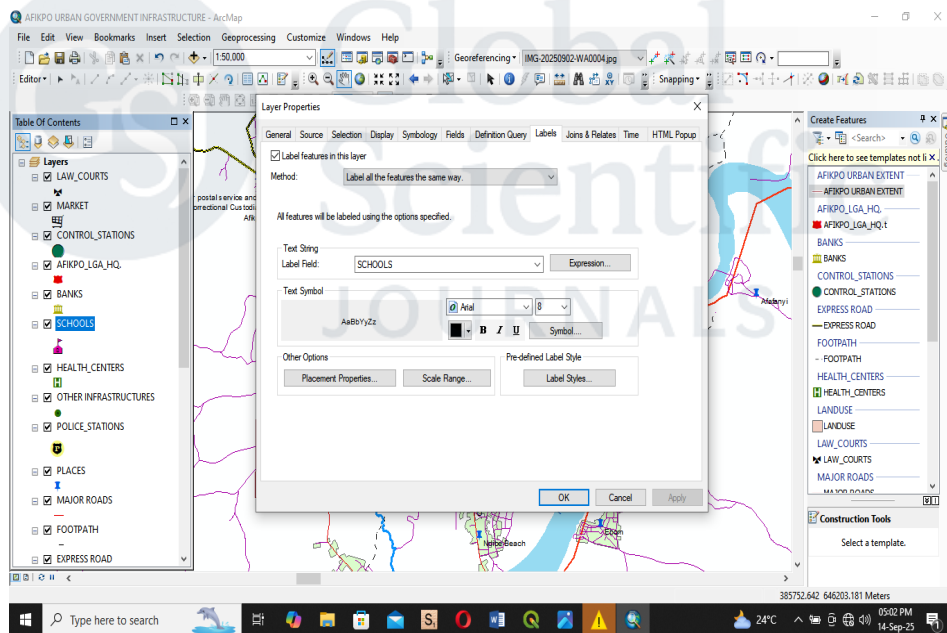 AFIKPO URBAN GOVERNMENT INFRASTRUCTURE - ArcMap
File Edit View Bookmarks Insert Selection Geoprocessing Customize Windows Help
1:50,000
Georeferencing
IMG-20250902-WA0004.jpg
Editor
Snapping
Table Of Contents
Layers
LAW_COURTS
MARKET
CONTROL_STATIONS
AFIKPO_LGA_HQ.
BANKS
SCHOOLS
HEALTH_CENTERS
OTHER INFRASTRUCTURES
POLICE_STATIONS
PLACES
MAJOR ROADS
FOOTPATH
EXPRESS ROAD
postal service and
Afik
Layer Properties
General Source Selection Display Symbology Fields Definition Query Labels Joins & Relates Time HTML Popup
Label features in this layer
Method: Label all the features the same way.
All features will be labeled using the options specified.
Text String
Label Field: SCHOOLS Expression...
Text Symbol
AaBbYyZz
Arial 8
B I U Symbol...
Other Options
Placement Properties... Scale Range...
Pre-defined Label Style
Label Styles...
OK Cancel Apply
Ndibe Beach
Create Features
<Search>
Click here to see templates not li
AFIKPO URBAN EXTENT
AFIKPO URBAN EXTENT
AFIKPO_LGA_HQ.
AFIKPO_LGA_HQ.t
BANKS
BANKS
CONTROL_STATIONS
CONTROL_STATIONS
EXPRESS ROAD
EXPRESS ROAD
FOOTPATH
FOOTPATH
HEALTH_CENTERS
HEALTH_CENTERS
LANDUSE
LANDUSE
LAW_COURTS
LAW_COURTS
MAJOR ROADS
MAJOR ROADS
Construction Tools
Select a template.
385752.642 646203.181 Meters
Type here to search
24°C
05:02 PM
14-Sep-25
Global
Scientific
JOURNALS